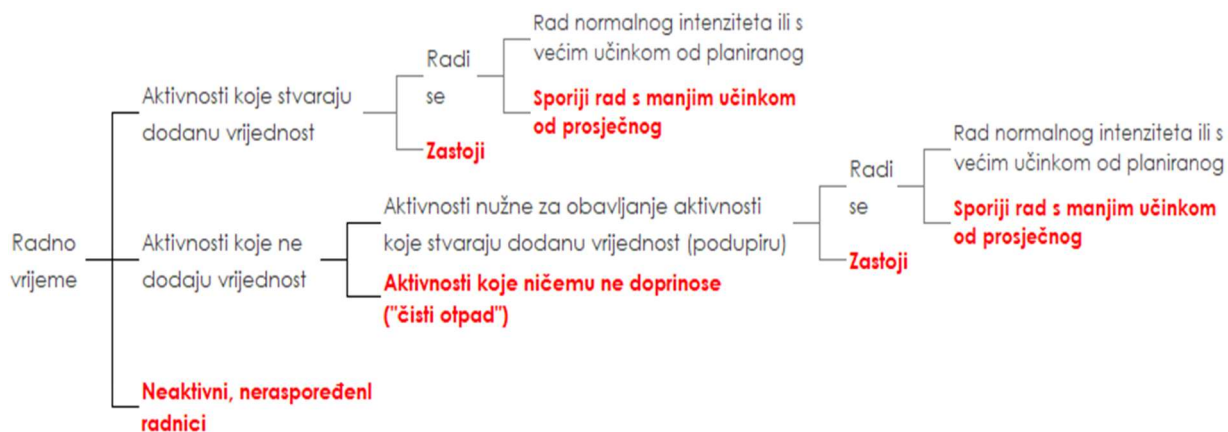 Radno
vrijeme
Aktivnosti koje stvaraju
dodanu vrijednost
Radi
se
Rad normalnog intenziteta ili s
većim učinkom od planiranog
Sporiji rad s manjim učinkom
od prosječnog
Zastoji
Aktivnosti koje ne
dodaju vrijednost
Aktivnosti nužne za obavljanje aktivnosti
koje stvaraju dodanu vrijednost (podupiru)
Radi
se
Rad normalnog intenziteta ili s
većim učinkom od planiranog
Sporiji rad s manjim učinkom
od prosječnog
Zastoji
Aktivnosti koje ničemu ne doprinose
("čisti otpad")
Neaktivni, neraspoređenI
radnici